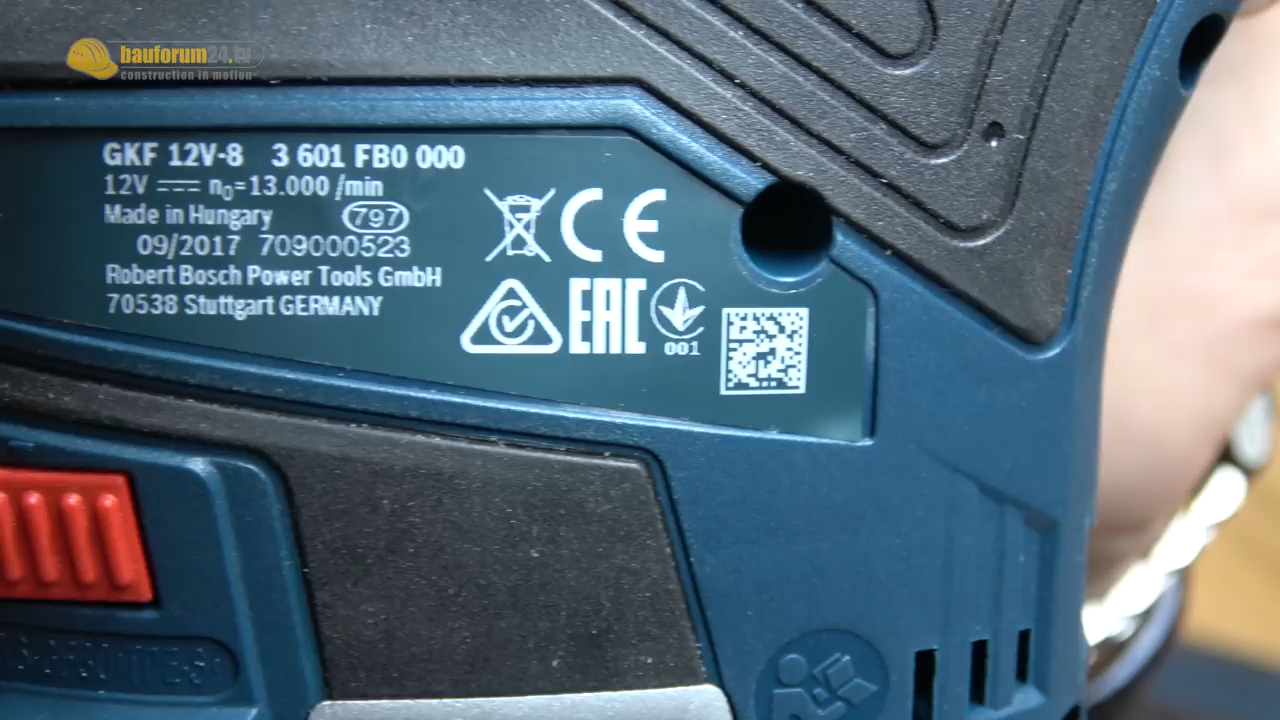 bauforum24.tv
construction in motion
GKF 12V-8 3 601 FB0 000
12V n0=13.000 /min
Made in Hungary 797
09/2017 709000523
Robert Bosch Power Tools GmbH
70538 Stuttgart GERMANY
CE
EAC
001